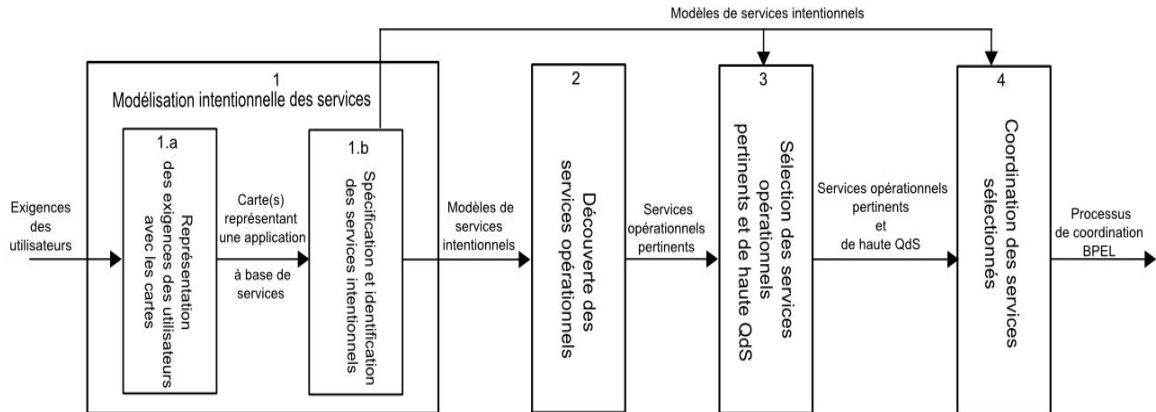 Modèles de services intentionnels
1
Modélisation intentionnelle des services
1.a
Représentation
des exigences des utilisateurs
avec les cartes
1.b
Spécification et identification
des services intentionnels
2
Découverte des
services opérationnels
3
Sélection des services
opérationnels
pertinents et de haute QdS
4
Coordination des services
sélectionnés
Exigences
des
utilisateurs
Carte(s)
représentant
une application
à base de
services
Modèles de
services
intentionnels
Services
opérationnels
pertinents
Services opérationnels
pertinents
et
de haute QdS
Processus
de coordination
BPEL